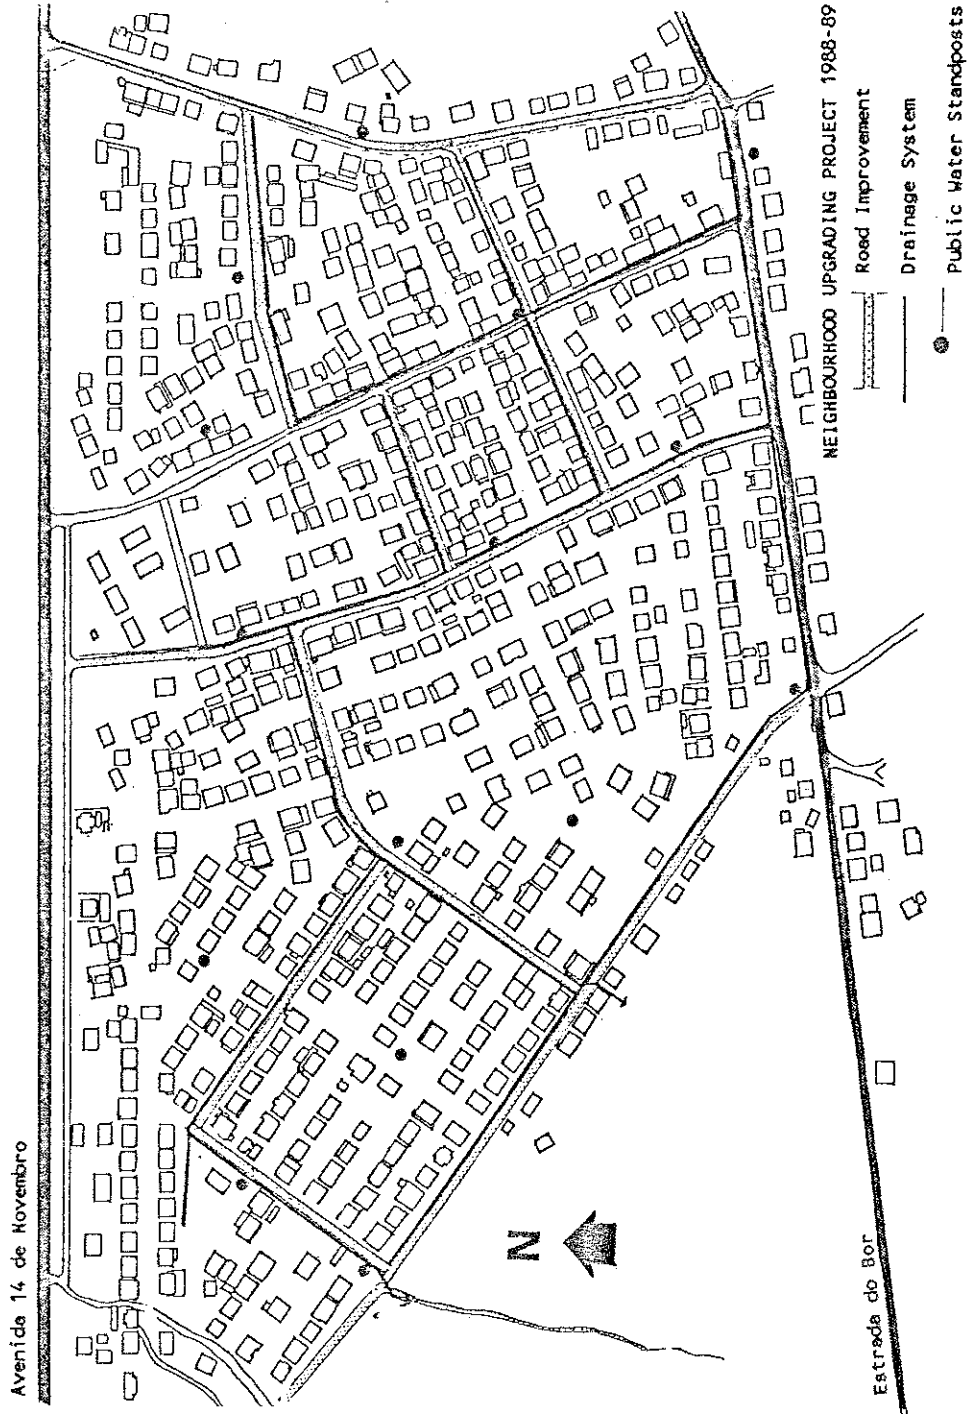 Avenida 14 de Novembro
N
Estrada do Bor
NEIGHBOURHOOD UPGRADING PROJECT 1988-89
Road Improvement
Drainage System
Public Water Standposts